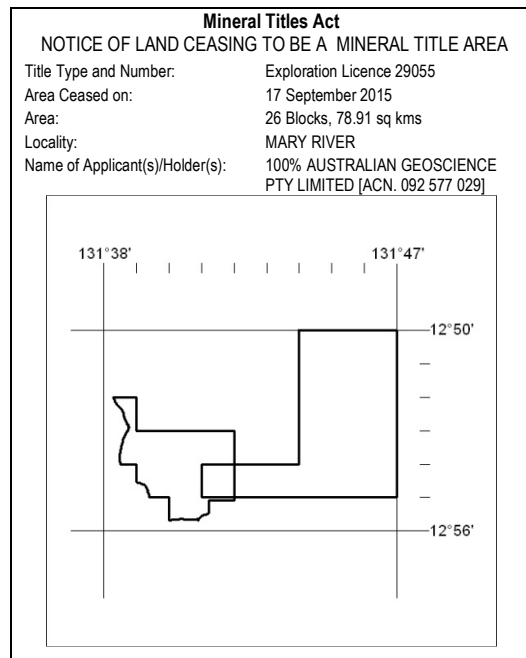 Mineral Titles Act
NOTICE OF LAND CEASING TO BE A MINERAL TITLE AREA
Title Type and Number: Exploration Licence 29055
Area Ceased on: 17 September 2015
Area: 26 Blocks, 78.91 sq kms
Locality: MARY RIVER
Name of Applicant(s)/Holder(s): 100% AUSTRALIAN GEOSCIENCE
PTY LIMITED [ACN. 092 577 029]
131°38' 131°47'
12°50'
12°56'